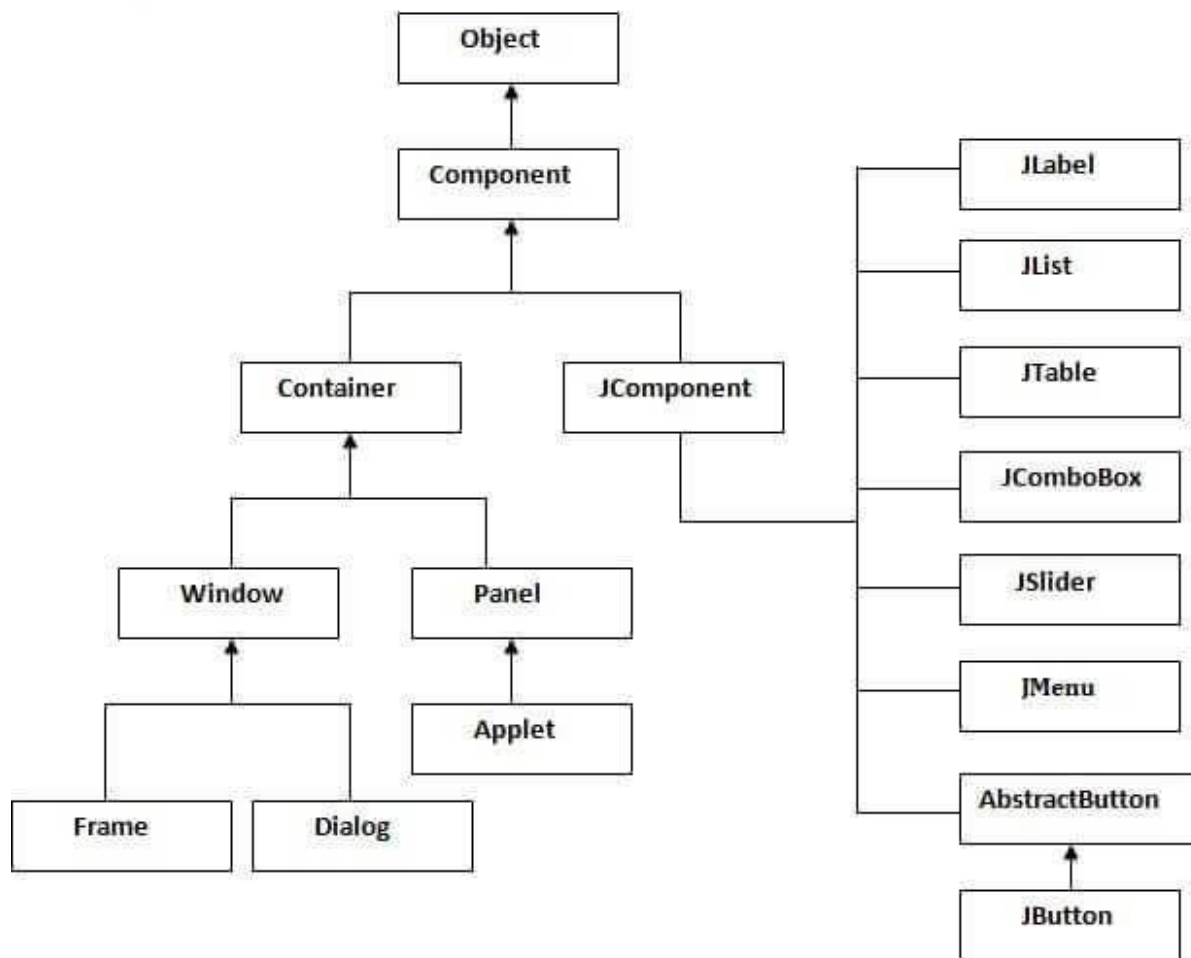 Object
Component
Container
JComponent
Window
Panel
Applet
Frame
Dialog
JLabel
JList
JTable
JComboBox
JSlider
JMenu
AbstractButton
JButton